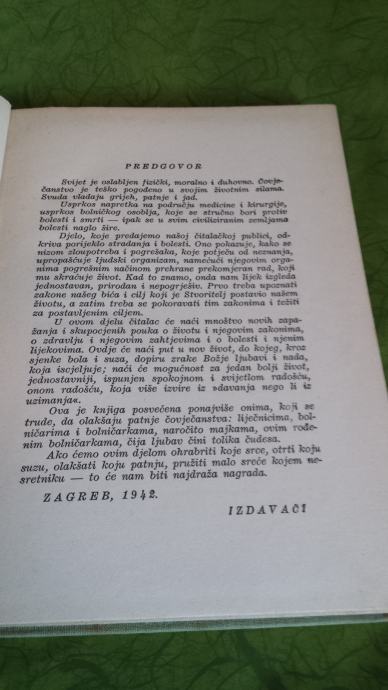 PREDGOVOR
Svijet je oslabljen fizički, moralno i duhovno. Čovje-
čanstvo je teško pogođeno u svojim životnim silama.
Svuda vladaju grijeh, patnje i jad.
Usprkos napretka na području medicine i kirurgije,
usprkos bolničkog osoblja, koje se stručno bori protiv
bolesti i smrti — ipak se u svim civiliziranim zemljama
bolesti naglo šire.
Djelo, koje predajemo našoj čitalačkoj publici, od-
kriva porijeklo stradanja i bolesti. Ono pokazuje, kako se
nizom zloupotreba i pogrešaka, koje potječu od neznanja,
upropašćuje ljudski organizam, namećući njegovim orga-
nima pogrešnim načinom prehrane prekomjeran rad, koji
mu skraćuje život. Kad to znamo, onda nam lijek izgleda
jednostavan, prirodan i nepogrješiv. Prvo treba upoznati
zakone našeg bića i cilj koji je Stvoritelj postavio našem
životu, a zatim treba se pokoravati tim zakonima i težiti
za postavljenim ciljem.
U ovom djelu čitalac će naći mnoštvo novih zapa-
žanja i skupocjenih pouka o životu i njegovim zakonima,
o zdravlju i njegovim zahtjevima i o bolesti i njenim
lijekovima. Ovdje će naći put u nov život, do kojeg, kroz
sjenke bola i suza, dopiru zrake Božje ljubavi i nada,
koja iscjeljuje; naći će mogućnost za jedan bolji život,
jednostavniji, ispunjen spokojnom i svijetlom radošću,
onom radošću, koja više izvire iz »davanja nego li iz
uzimanja«.
Ova je knjiga posvećena ponajviše onima, koji se
trude, da olakšaju patnje čovječanstva: liječnicima, bol-
ničarima i bolničarkama, naročito majkama, ovim rođe-
nim bolničarkama, čija ljubav čini tolika čudesa.
Ako ćemo ovim djelom ohrabriti koje srce, otrti koju
suzu, olakšati koju patnju, pružiti malo sreće kojem ne-
sretniku — to će nam biti najdraža nagrada.
ZAGREB, 1942.
IZDAVAČI